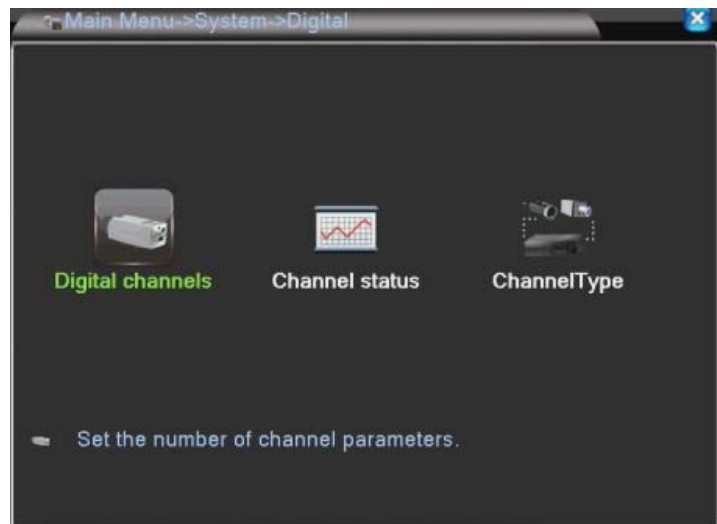 Main Menu->System->Digital
Digital channels
Channel status
ChannelType
Set the number of channel parameters.